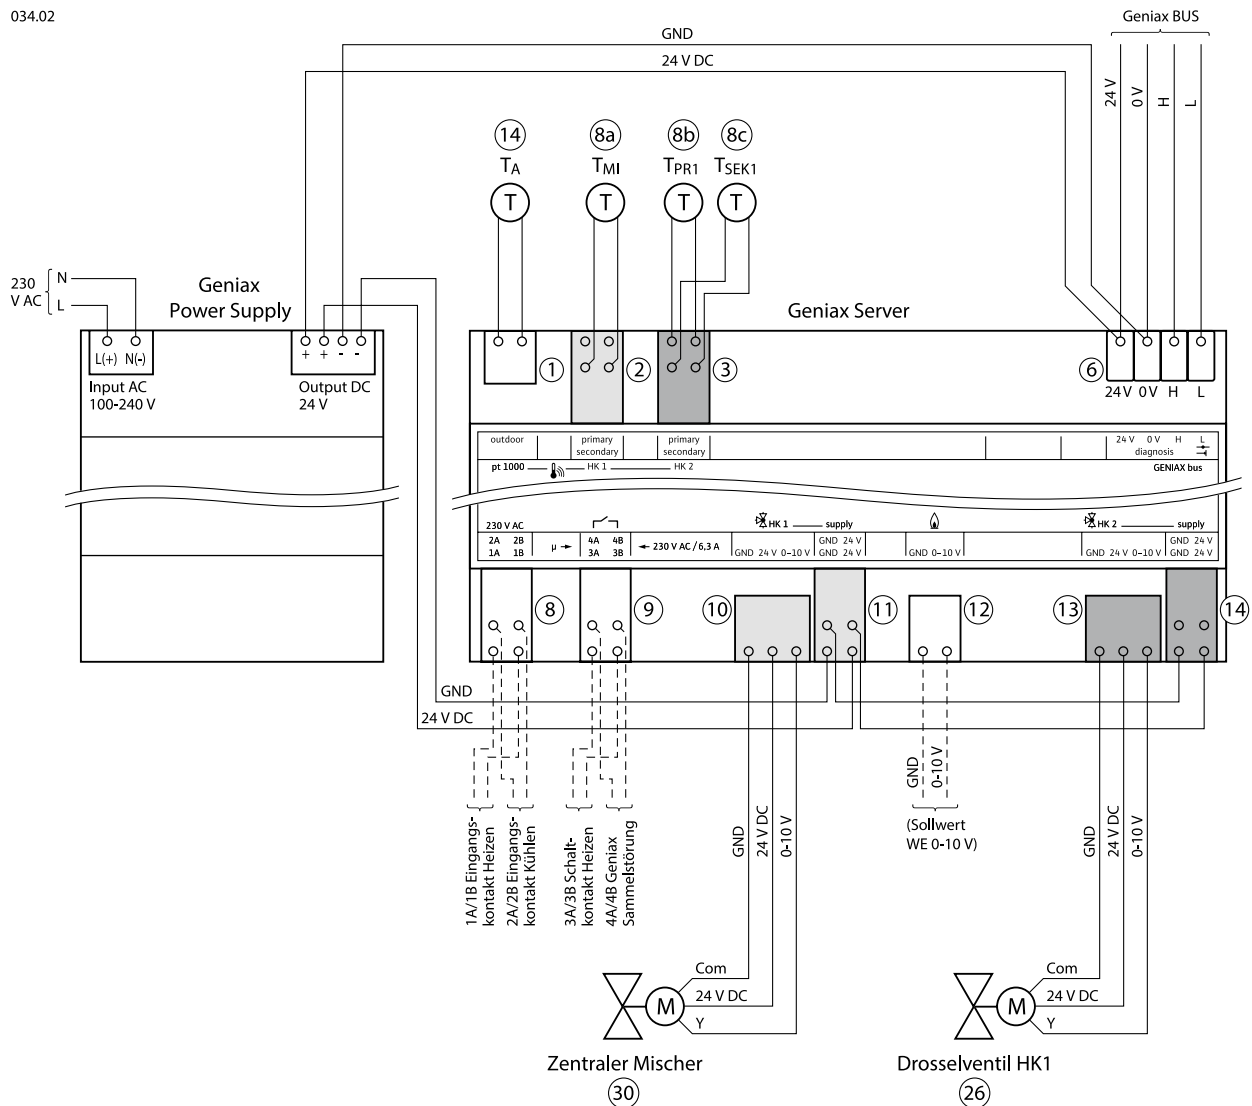 034.02
Geniax BUS
GND
24 V DC
24 V
0 V
H
L
14
8a
8b
8c
TA
TMI
TPR1
TSEK1
T
T
T
T
230
V AC
N
L
Geniax
Power Supply
Geniax Server
L(+) N(-)
+ + - -
Input AC
100-240 V
Output DC
24 V
1
2
3
6
24 V 0 V H L
outdoor
primary
secondary
primary
secondary
24 V 0 V H L
diagnosis
pt 1000
HK 1
HK 2
GENIAX bus
230 V AC
HK 1
supply
HK 2
supply
2A 2B
1A 1B
µ
4A 4B
3A 3B
230 V AC / 6,3 A
GND 24 V 0-10 V
GND 24 V
GND 24 V
GND 0-10 V
GND 24 V 0-10 V
GND 24 V
GND 24 V
8
9
10
11
12
13
14
GND
24 V DC
1A/1B Eingangs-
kontakt Heizen
2A/2B Eingangs-
kontakt Kühlen
3A/3B Schalt-
kontakt Heizen
4A/4B Geniax
Sammelstörung
GND
24 V DC
0-10 V
GND
0-10 V
(Sollwert
WE 0-10 V)
GND
24 V DC
0-10 V
Com
24 V DC
Y
M
Com
24 V DC
Y
M
Zentraler Mischer
30
Drosselventil HK1
26